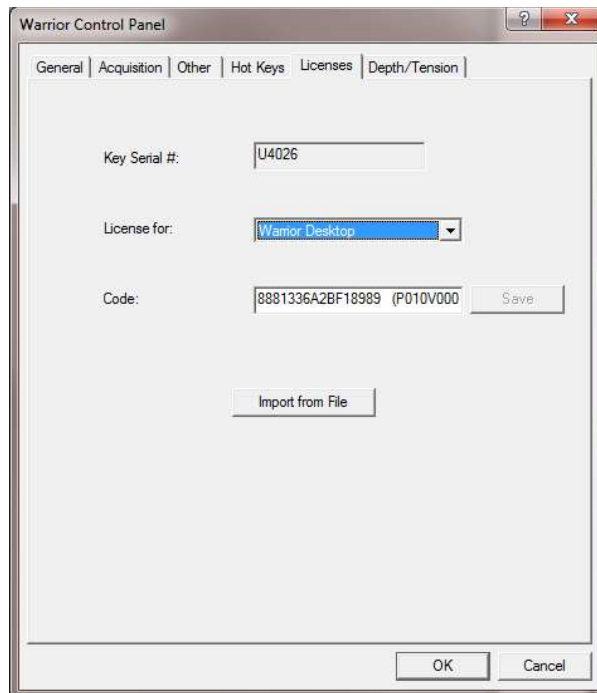 Warrior Control Panel
General Acquisition Other Hot Keys Licenses Depth/Tension
Key Serial #: U4026
License for: Warrior Desktop
Code: 8881336A2BF18989 (P010V000 Save
Import from File
OK Cancel